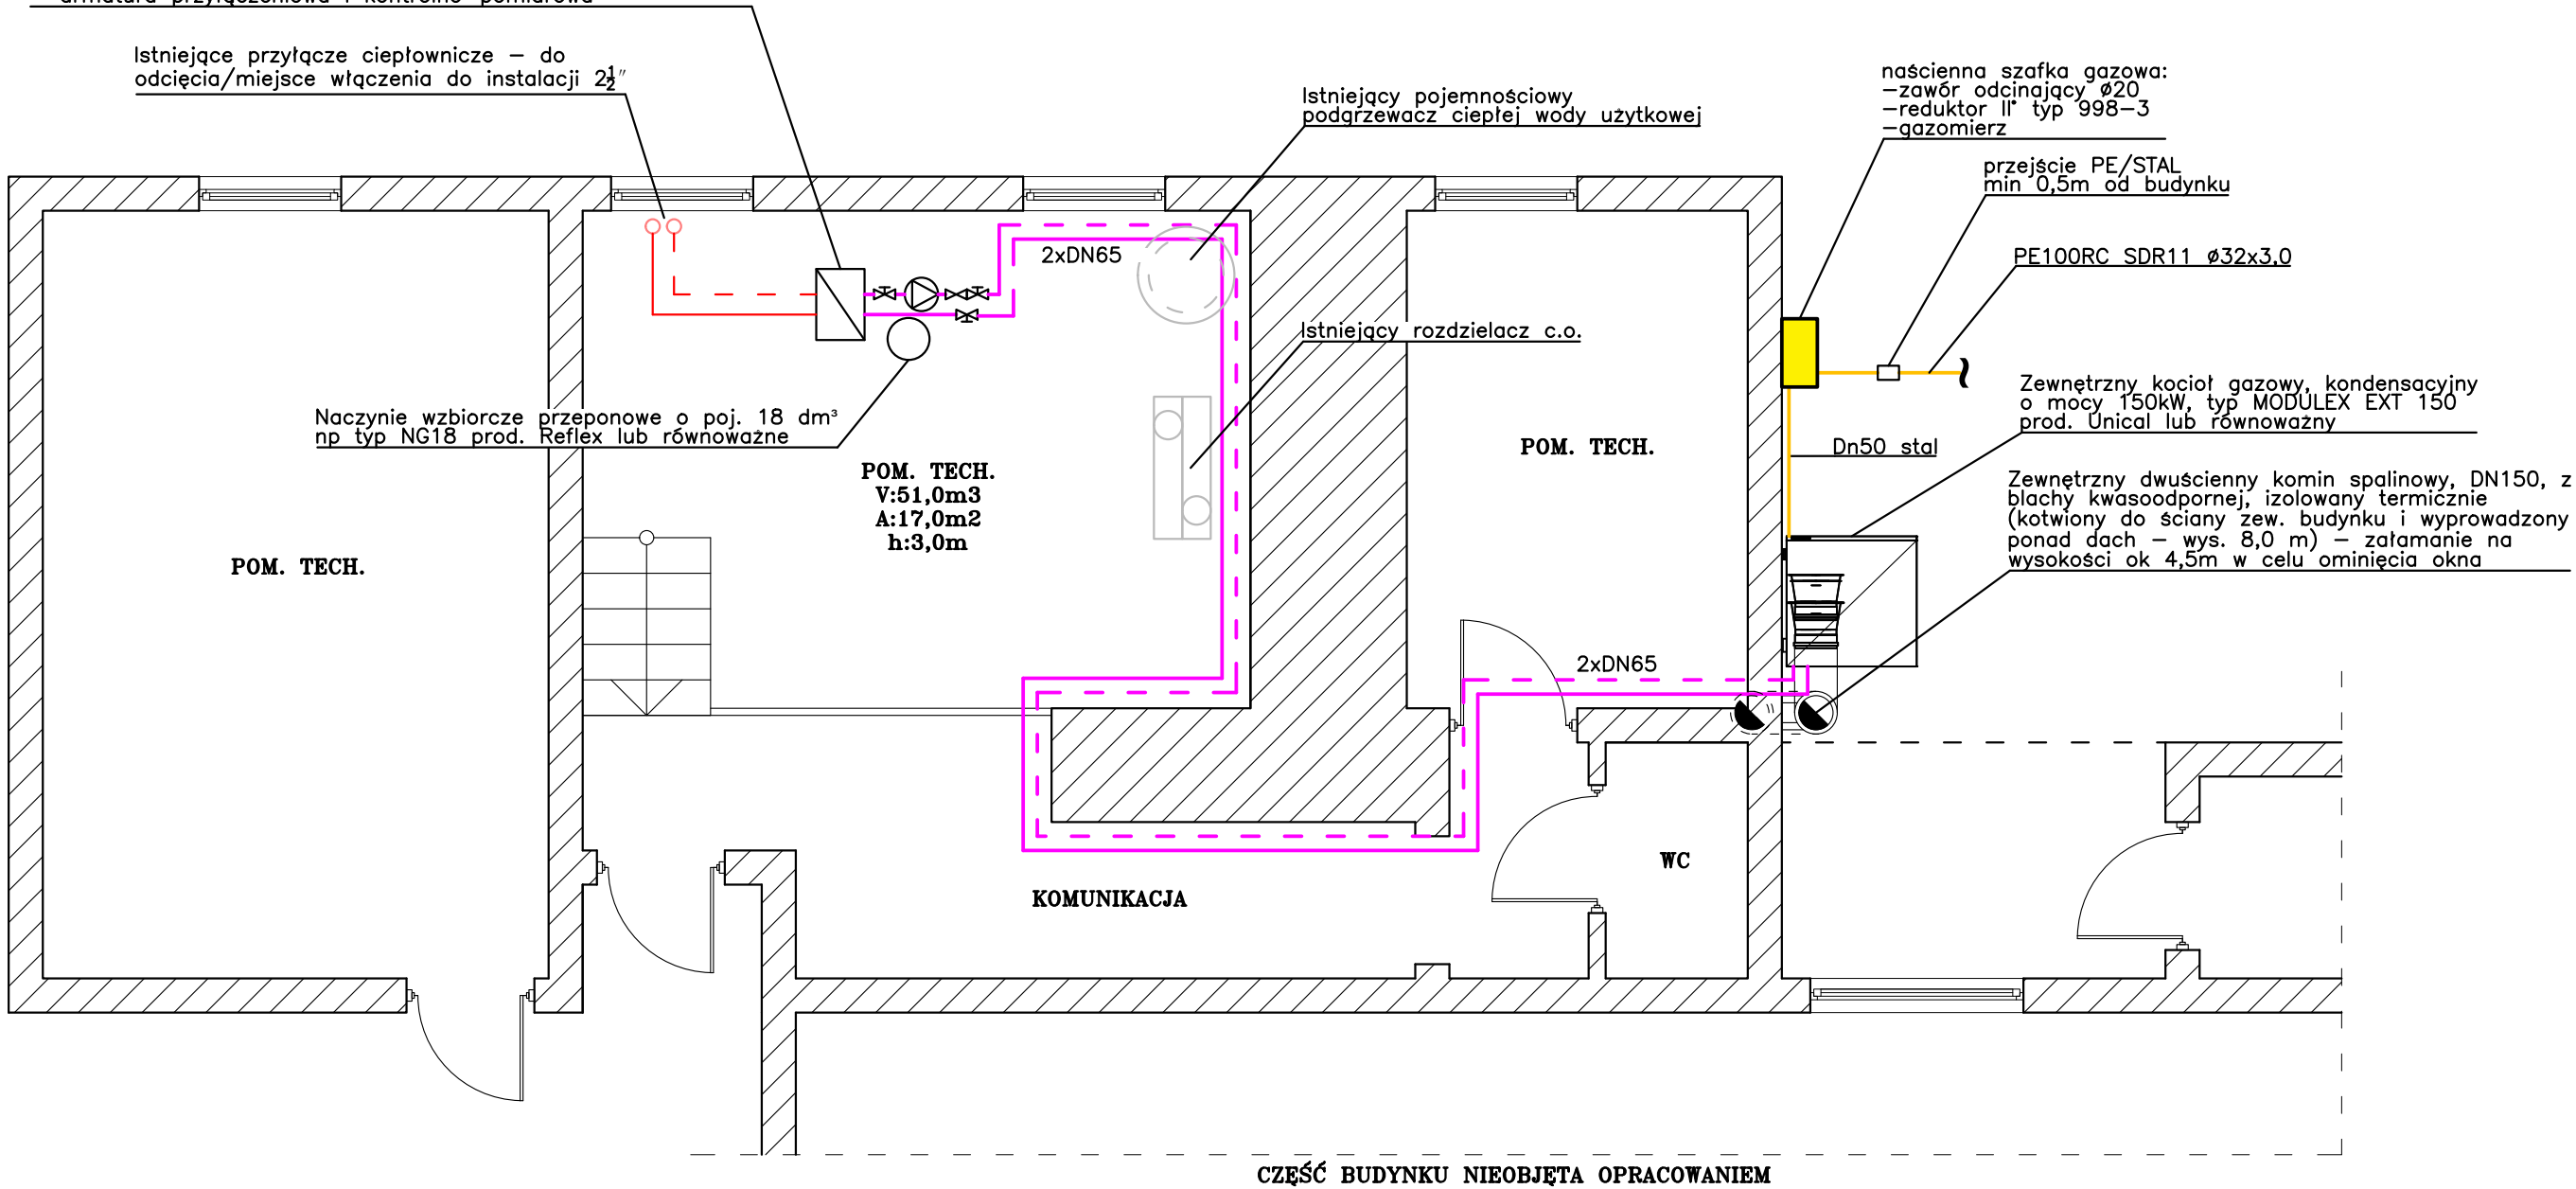 armatura przyłączeniowa i kontrolno-pomiarowa
Istniejące przyłącze ciepłownicze – do
odcięcia/miejsce włączenia do instalacji 2½"
Istniejący pojemnościowy
podgrzewacz ciepłej wody użytkowej
naścienna szafka gazowa:
-zawór odcinający ø20
-reduktor II° typ 998-3
-gazomierz
przejście PE/STAL
min 0,5m od budynku
PE100RC SDR11 ø32x3,0
2xDN65
Istniejący rozdzielacz c.o.
Naczynie wzbiorcze przeponowe o poj. 18 dm³
np typ NG18 prod. Reflex lub równoważne
Zewnętrzny kocioł gazowy, kondensacyjny
o mocy 150kW, typ MODULEX EXT 150
prod. Unical lub równoważny
Dn50 stal
Zewnętrzny dwuścienny komin spalinowy, DN150, z
blachy kwasoodpornej, izolowany termicznie
(kotwiony do ściany zew. budynku i wyprowadzony
ponad dach – wys. 8,0 m) – załamanie na
wysokości ok 4,5m w celu ominięcia okna
POM. TECH.
V:51,0m3
A:17,0m2
h:3,0m
POM. TECH.
POM. TECH.
2xDN65
WC
KOMUNIKACJA
CZĘŚĆ BUDYNKU NIEOBJĘTA OPRACOWANIEM